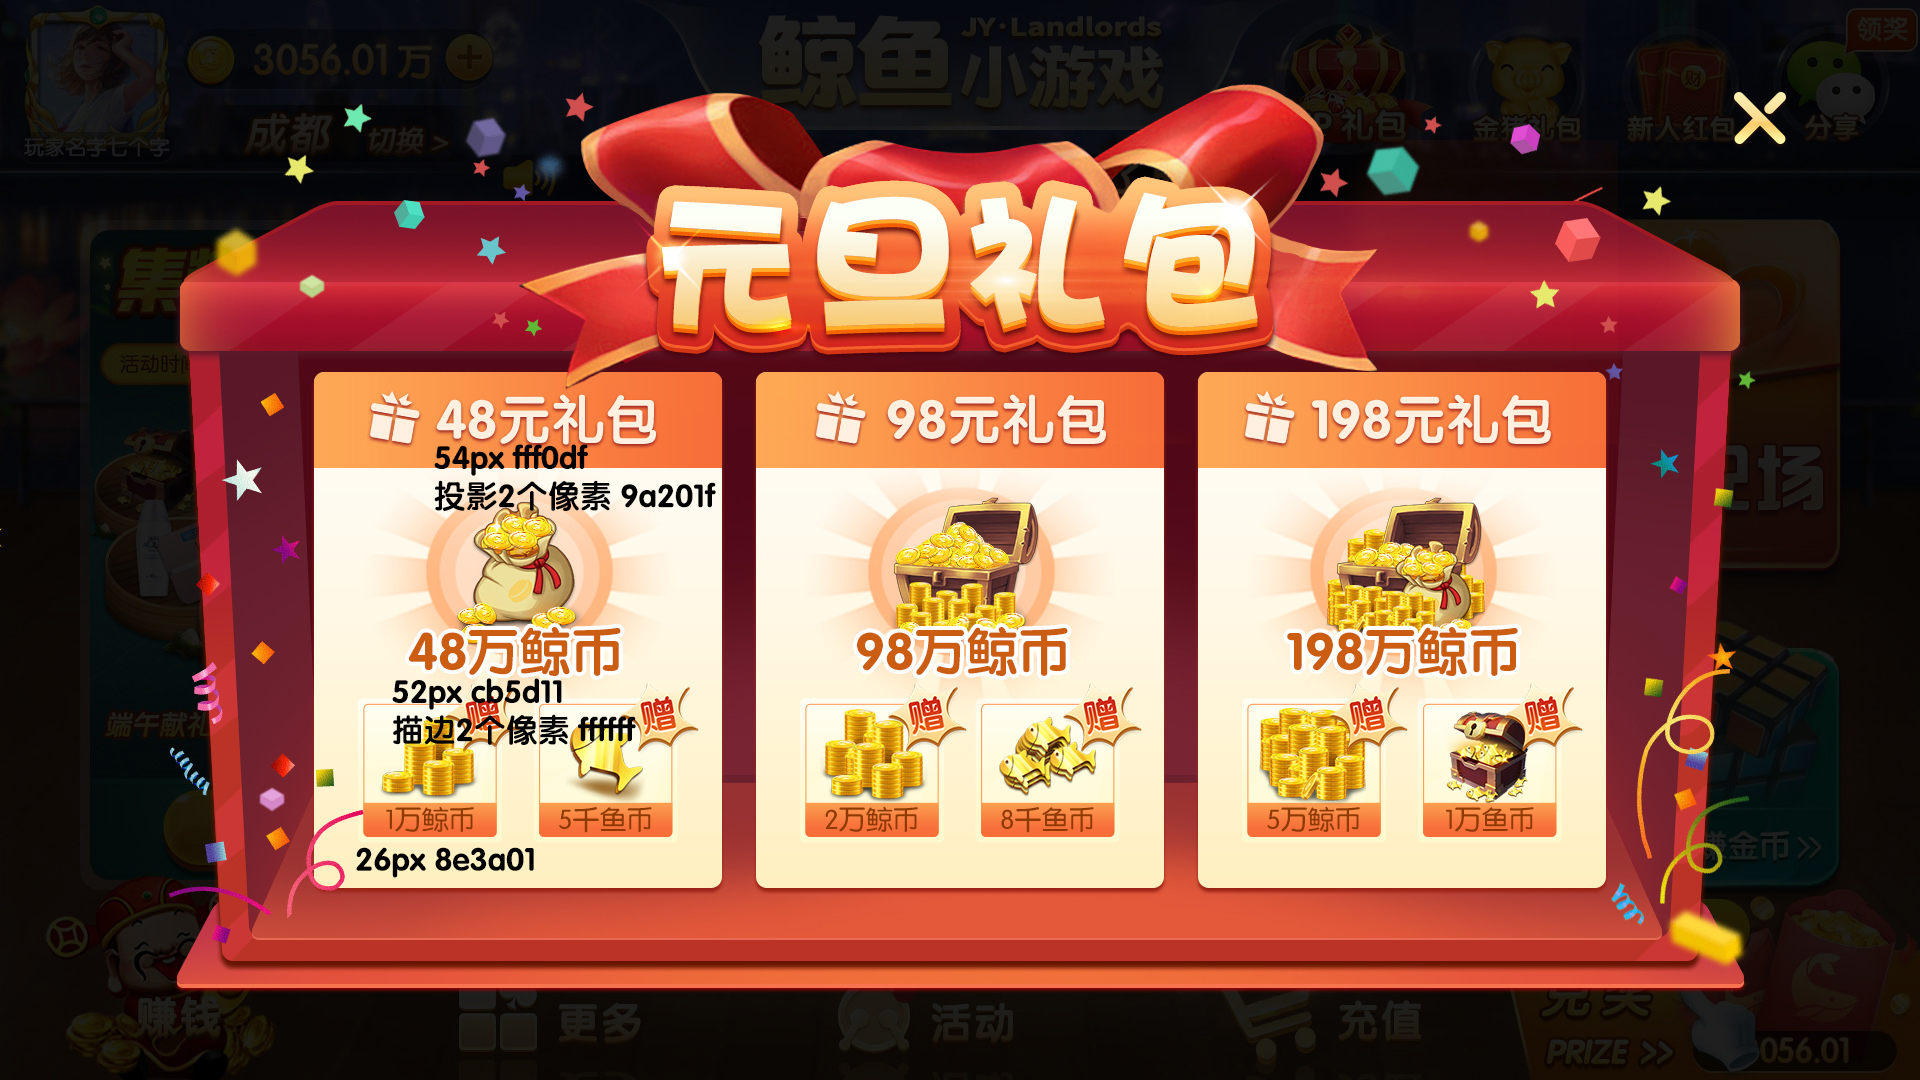 3056.01万
鲸鱼
JY·Landlords
小游戏
领奖
玩家名字七个字
成都 切换 >
礼包
金猪礼包
新人红包
分享
元旦礼包
活动时间
48元礼包
98元礼包
198元礼包
54px fff0df
投影2个像素 9a201f
48万鲸币
98万鲸币
198万鲸币
52px cb5d11
描边2个像素 ffffff
赠
赠
赠
赠
赠
赠
1万鲸币
5千鱼币
2万鲸币
8千鱼币
5万鲸币
1万鱼币
26px 8e3a01
端午献礼
金币 >>
赚钱
更多
活动
充值
兑奖
PRIZE >>
056.01